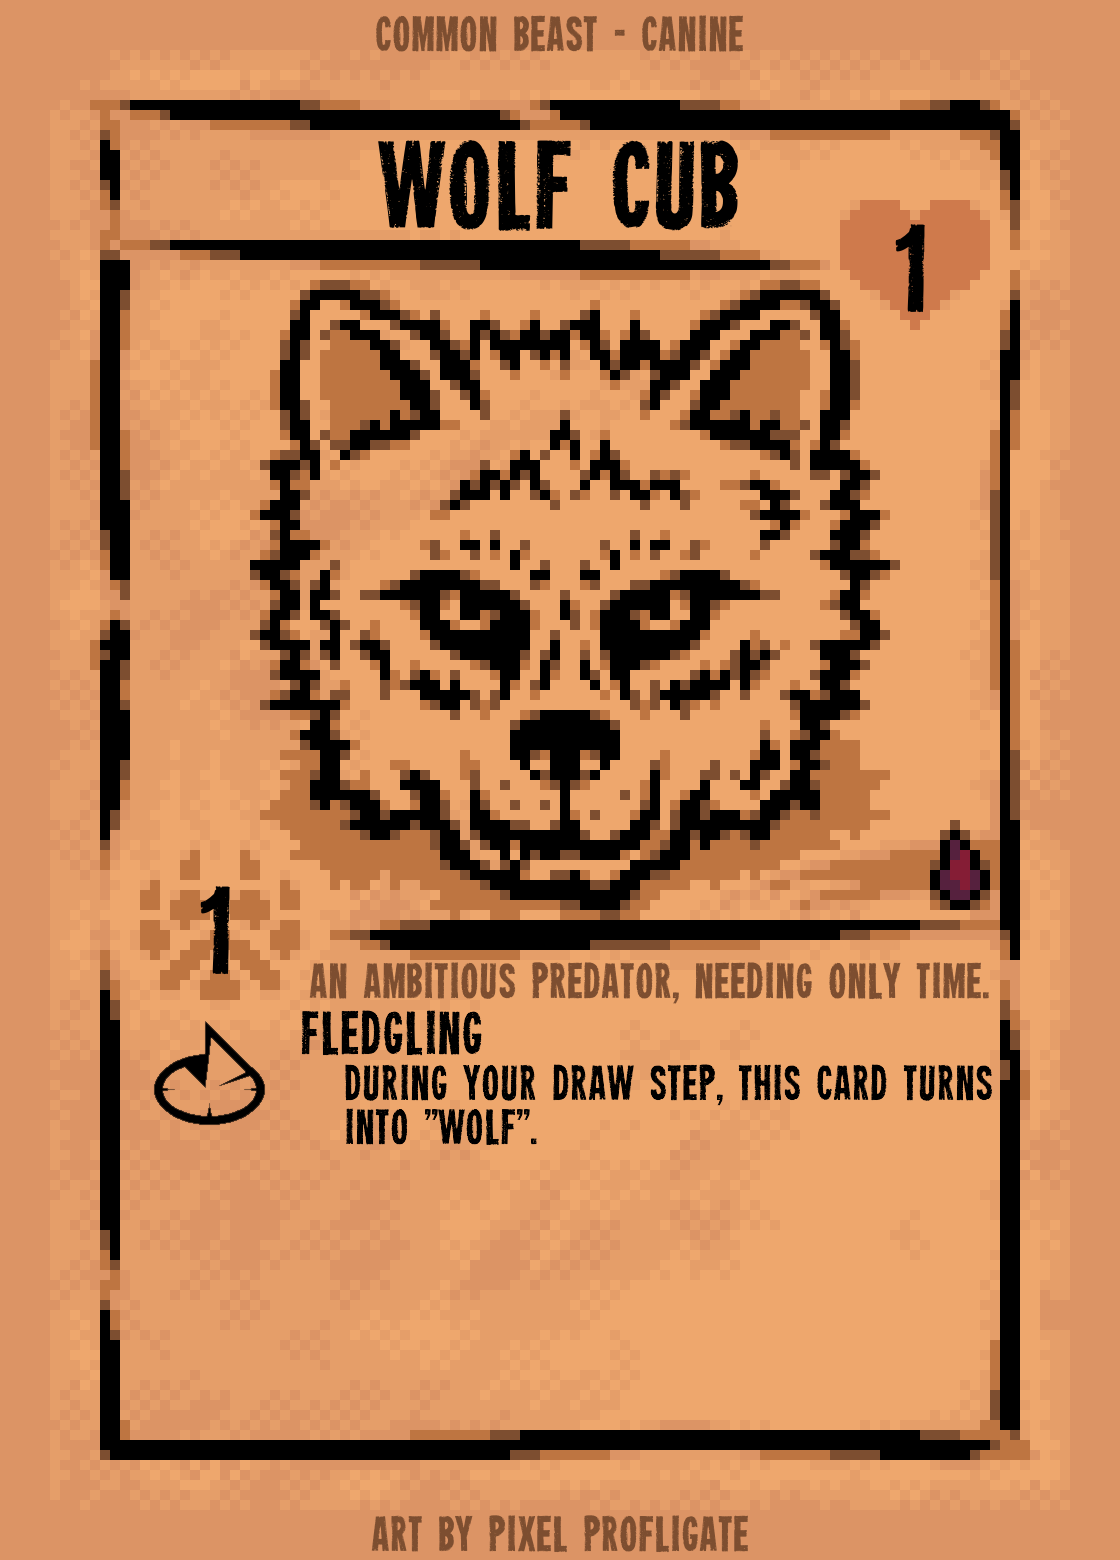 COMMON BEAST - CANINE
WOLF CUB
1
1
AN AMBITIOUS PREDATOR, NEEDING ONLY TIME.
FLEDGLING
DURING YOUR DRAW STEP, THIS CARD TURNS
INTO "WOLF".
ART BY PIXEL PROFLIGATE